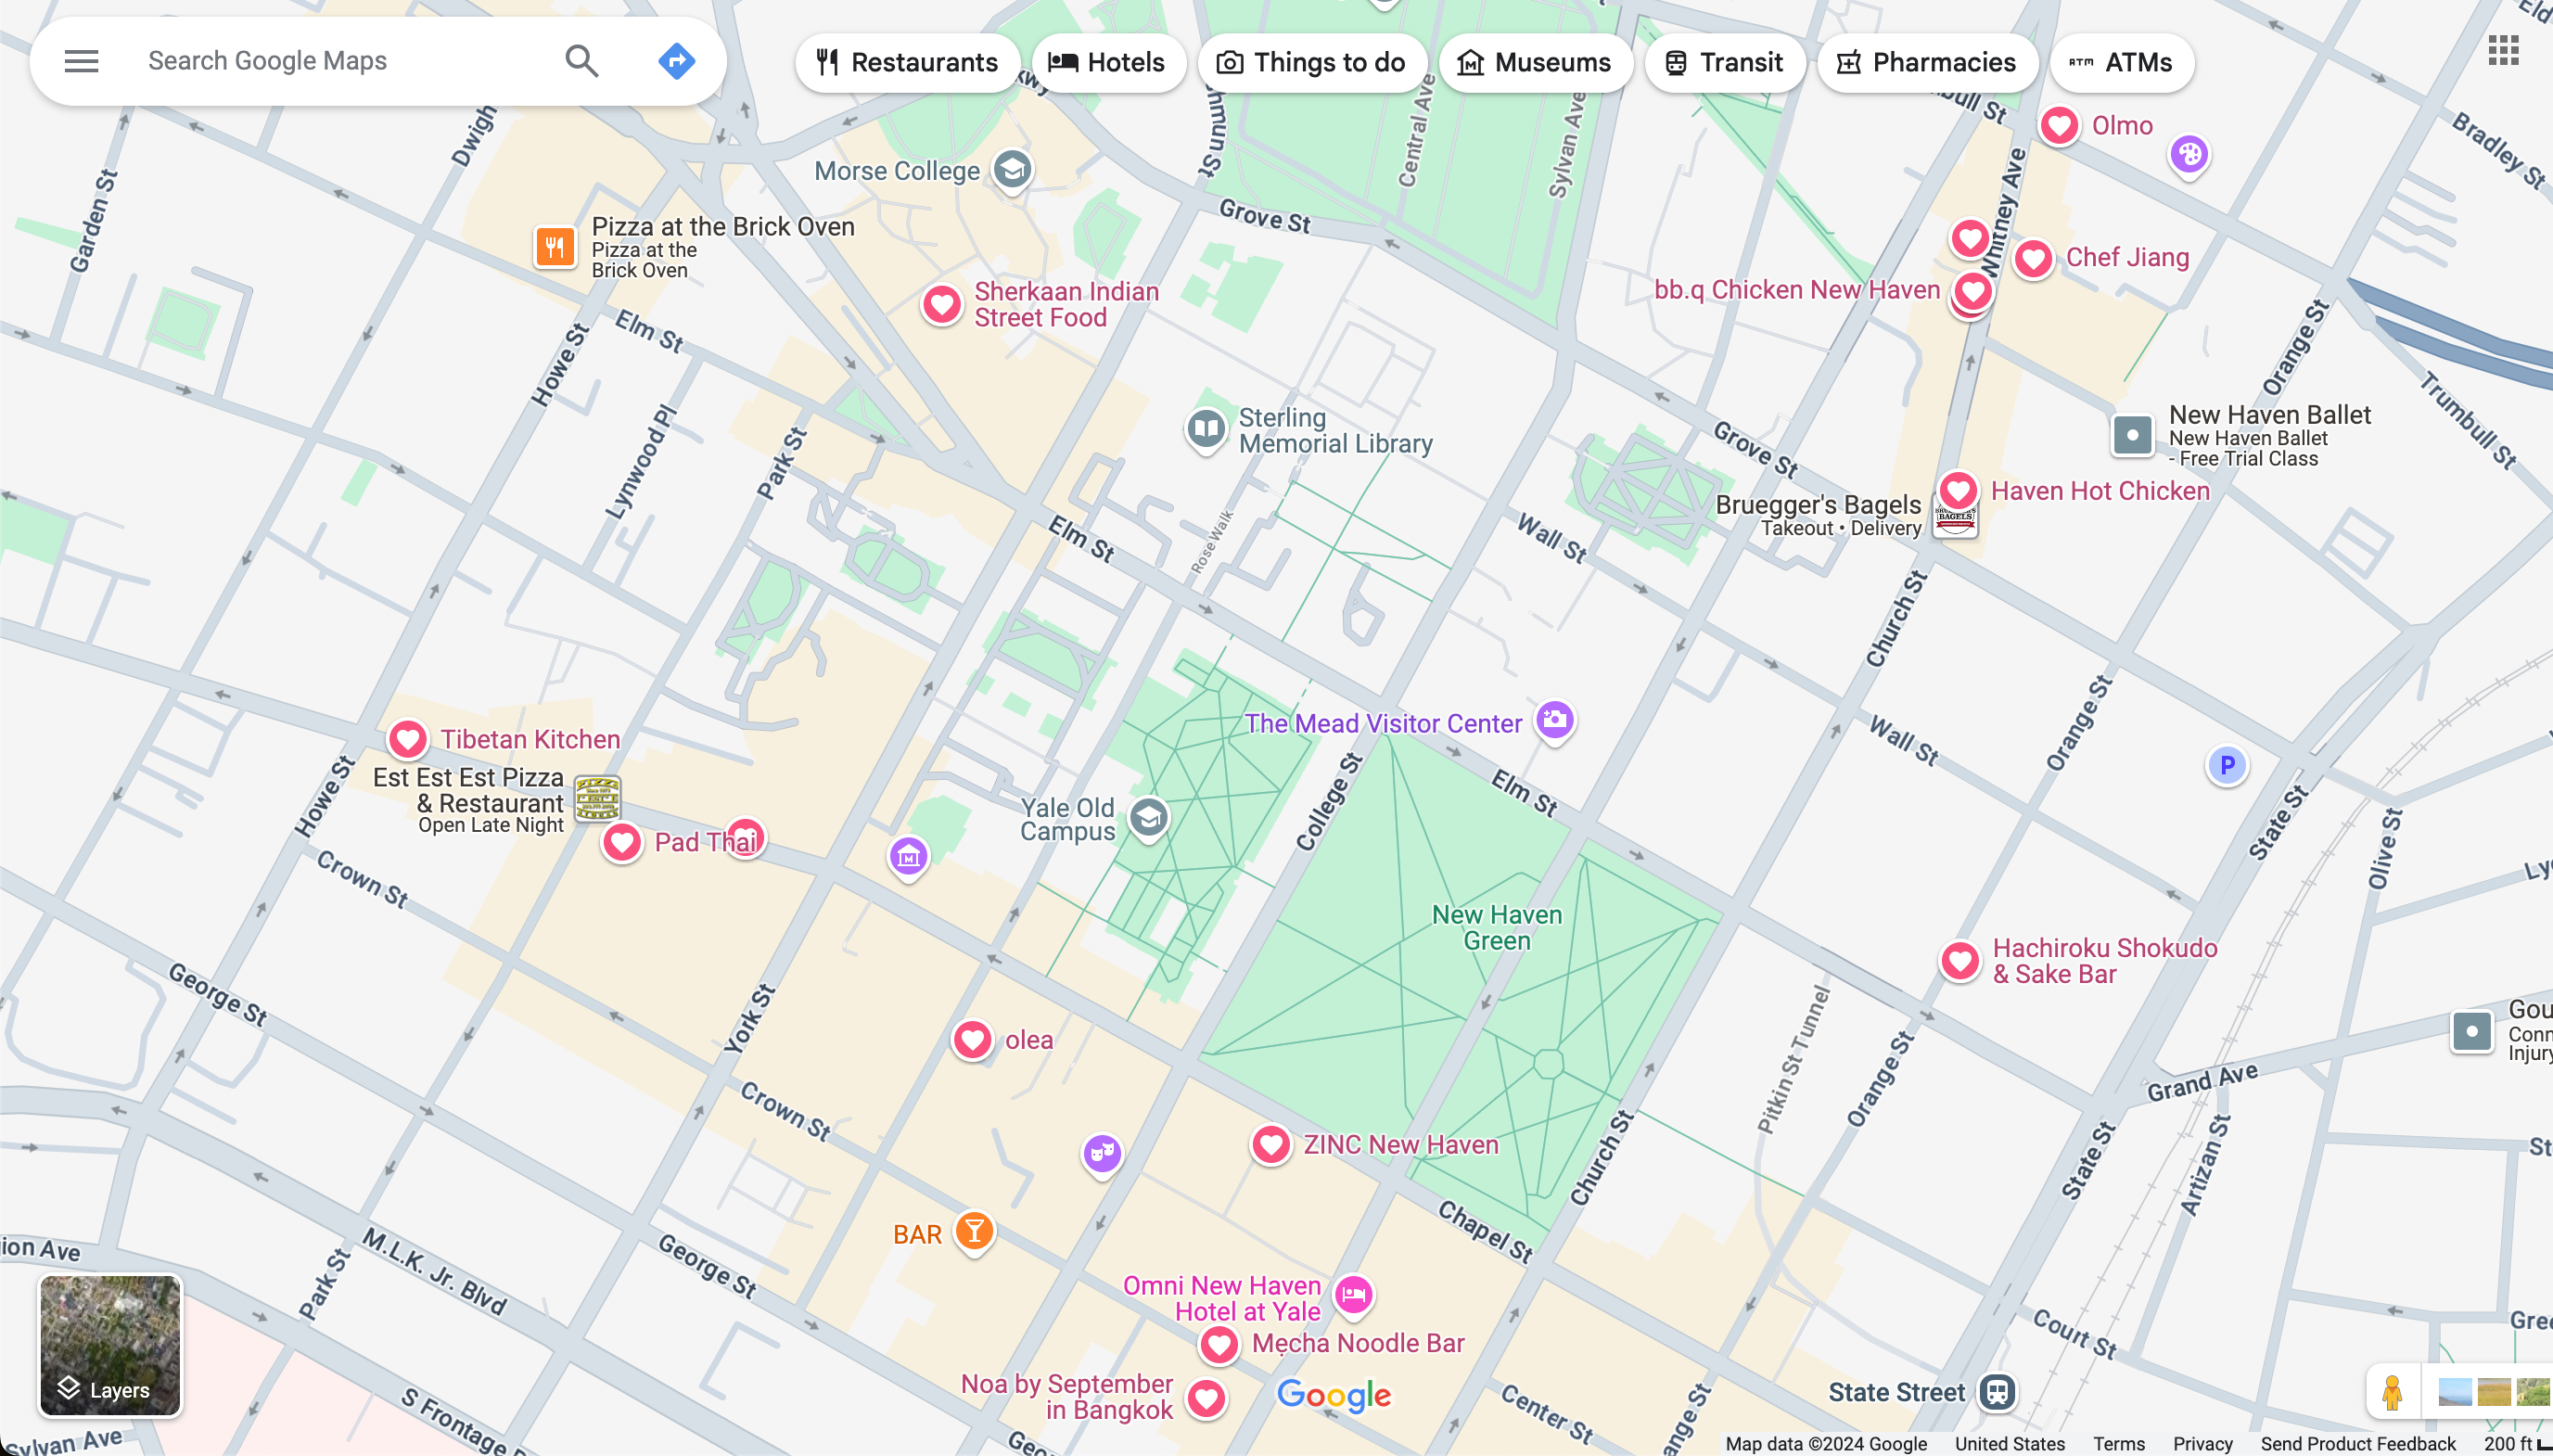 Search Google Maps
Restaurants
Hotels
Things to do
Museums
Transit
Pharmacies
ATMs
Olmo
Bradley St
Central Ave
Sylvan Ave
Whitney Ave
Garden St
Morse College
Grove St
Pizza at the Brick Oven
Pizza at the
Brick Oven
Chef Jiang
bb.q Chicken New Haven
Sherkaan Indian
Street Food
Elm St
Howe St
Orange St
Trumbull St
Lynwood Pl
Park St
Sterling
Memorial Library
Grove St
New Haven Ballet
New Haven Ballet
- Free Trial Class
Haven Hot Chicken
Bruegger's Bagels
Takeout • Delivery
BAGELS
Elm St
Rose Walk
Wall St
Church St
The Mead Visitor Center
Tibetan Kitchen
Est Est Est Pizza
& Restaurant
Open Late Night
Howe St
Pad Thai
Yale Old
Campus
College St
Elm St
Wall St
Orange St
P
State St
Olive St
Crown St
New Haven
Green
George St
York St
Hachiroku Shokudo
& Sake Bar
olea
Pitkin St Tunnel
Orange St
Grand Ave
Crown St
ZINC New Haven
Church St
State St
Artizan St
Chapel St
BAR
M.L.K. Jr. Blvd
Park St
George St
Omni New Haven
Hotel at Yale
Mecha Noodle Bar
Noa by September
in Bangkok
Google
Center St
Court St
State Street
Layers
S Frontage
Sylvan Ave
Map data ©2024 Google
United States
Terms
Privacy
Send Product Feedback
200 ft